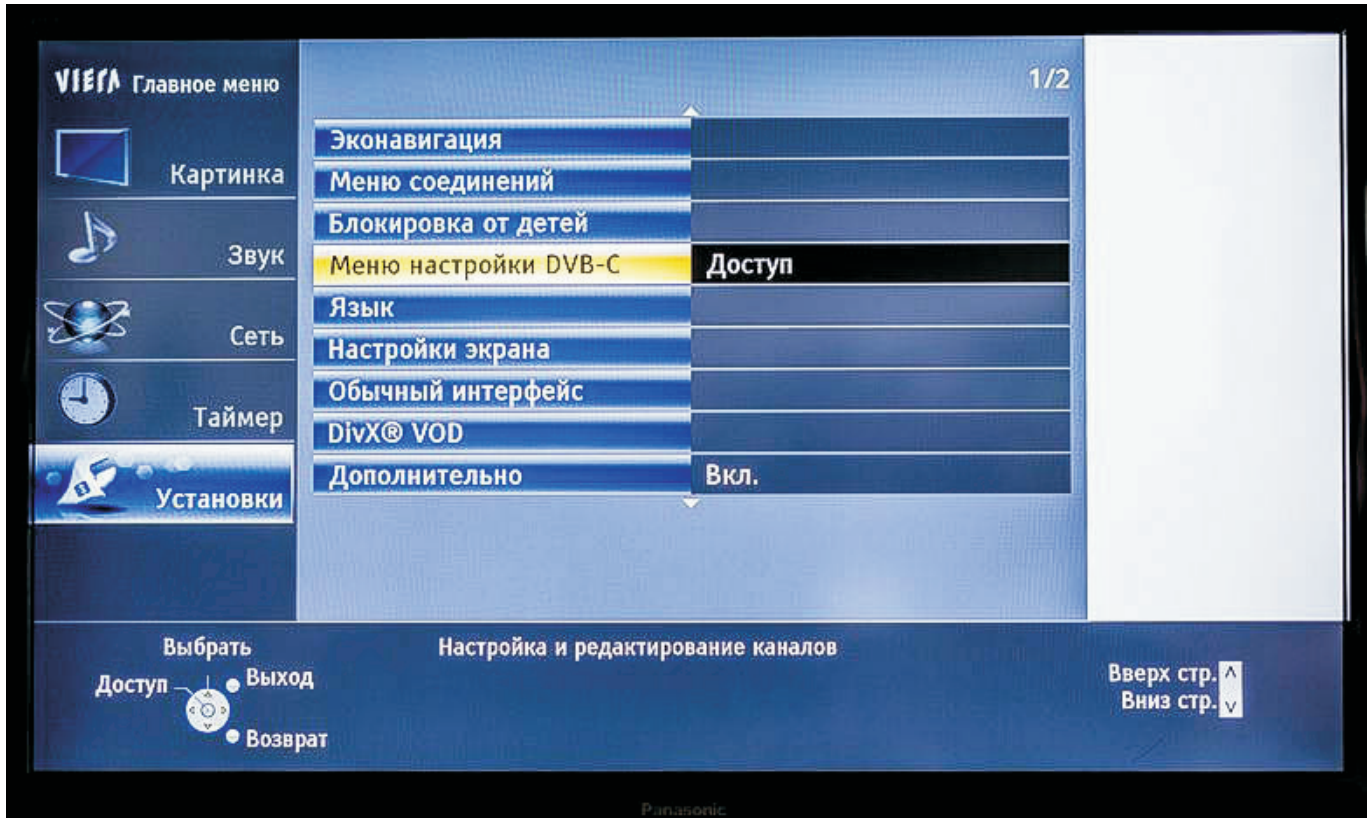 VIERA Главное меню
1/2
Картинка
Звук
Сеть
Таймер
Установки
Эконавигация
Меню соединений
Блокировка от детей
Меню настройки DVB-C Доступ
Язык
Настройки экрана
Обычный интерфейс
DivX® VOD
Дополнительно Вкл.
Выбрать
Доступ
Выход
Возврат
Настройка и редактирование каналов
Вверх стр.
Вниз стр.
Panasonic